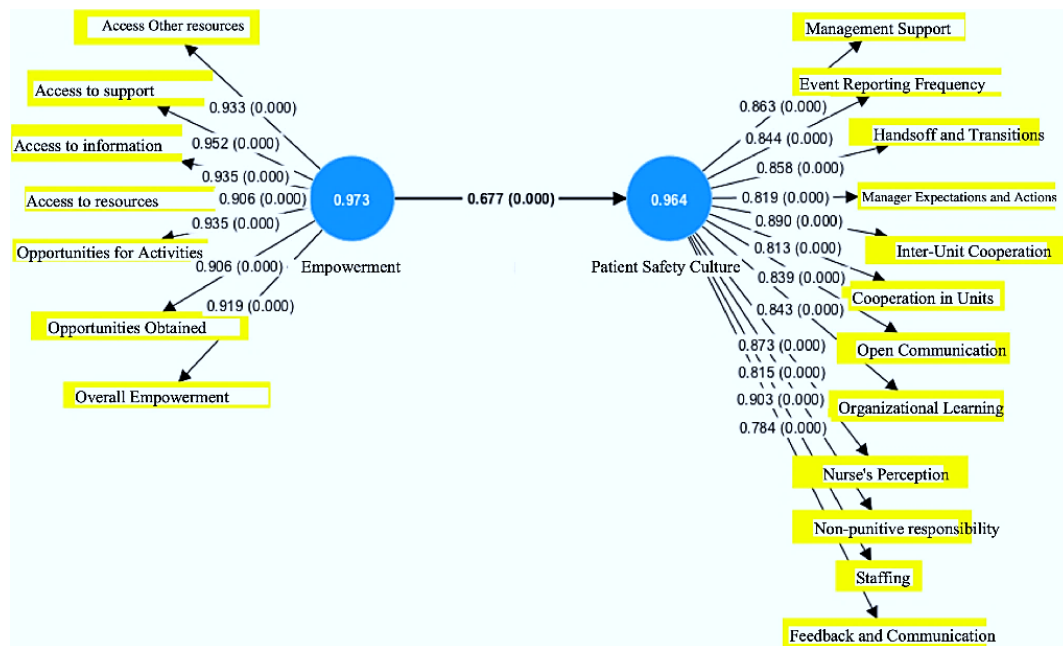 Access Other resources
Access to support
Access to information
Access to resources
Opportunities for Activities
Opportunities Obtained
Overall Empowerment
0.933 (0.000)
0.952 (0.000)
0.935 (0.000)
0.906 (0.000)
0.935 (0.000)
0.906 (0.000)
0.919 (0.000)
0.973
Empowerment
0.677 (0.000)
0.964
Patient Safety Culture
0.863 (0.000)
0.844 (0.000)
0.858 (0.000)
0.819 (0.000)
0.890 (0.000)
0.813 (0.000)
0.839 (0.000)
0.843 (0.000)
0.873 (0.000)
0.815 (0.000)
0.903 (0.000)
0.784 (0.000)
Management Support
Event Reporting Frequency
Handsoff and Transitions
Manager Expectations and Actions
Inter-Unit Cooperation
Cooperation in Units
Open Communication
Organizational Learning
Nurse's Perception
Non-punitive responsibility
Staffing
Feedback and Communication